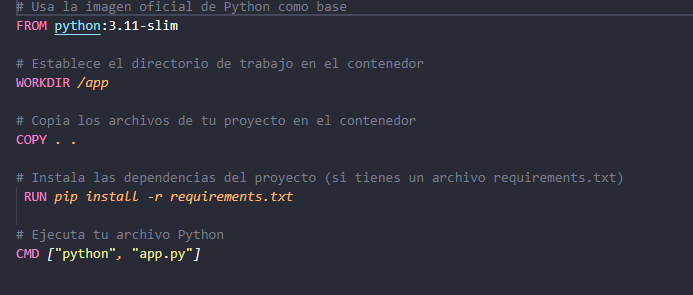 # Usa la imagen oficial de Python como base
FROM python:3.11-slim
# Establece el directorio de trabajo en el contenedor
WORKDIR /app
# Copia los archivos de tu proyecto en el contenedor
COPY . .
# Instala las dependencias del proyecto (si tienes un archivo requirements.txt)
RUN pip install -r requirements.txt
# Ejecuta tu archivo Python
CMD ["python", "app.py"]